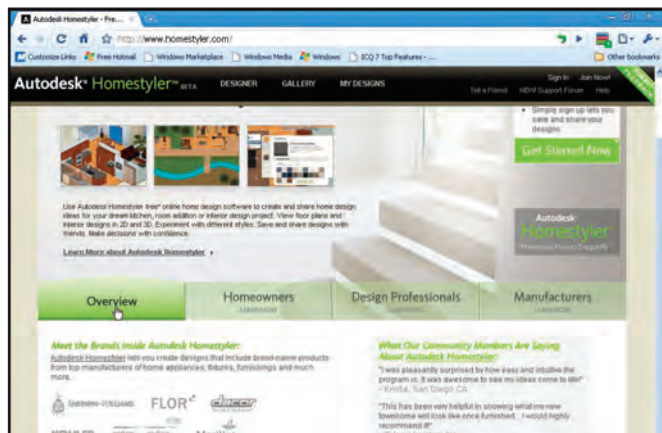 Autodesk Homestyler - Fre...
http://www.homestyler.com/
Customize Links Free Hotmail Windows Marketplace Windows Media Windows ICQ 7 Top Features - ... Other bookmarks
Autodesk® Homestyler™ BETA DESIGNER GALLERY MY DESIGNS
Sign In Join Now!
Tell a Friend NEW! Support Forum Help
FEEDBACK
• Simple sign up lets you
save and share your
designs.
Get Started Now
Use Autodesk Homestyler free* online home design software to create and share home design
ideas for your dream kitchen, room addition or interior design project. View floor plans and
interior designs in 2D and 3D. Experiment with different styles. Save and share designs with
friends. Make decisions with confidence.
Learn More about Autodesk Homestyler
Autodesk
Homestyler
Overview Homeowners Design Professionals Manufacturers
Meet the Brands Inside Autodesk
Homestyler:
Autodesk Homestyler lets you create designs that include brand-name products
from top manufacturers of home appliances, fixtures, furnishings and much
more.
SHERWIN-WILLIAMS FLOR dacor
What Our Community Members Are Saying
About Autodesk Homestyler:
"I was pleasantly surprised by how easy and intuitive the
program is. It was awesome to see my ideas come to life!"
- Krista, San Diego CA
"This has been very helpful in showing what me new
townhome will look like once furnished... I would highly
recommend it!"